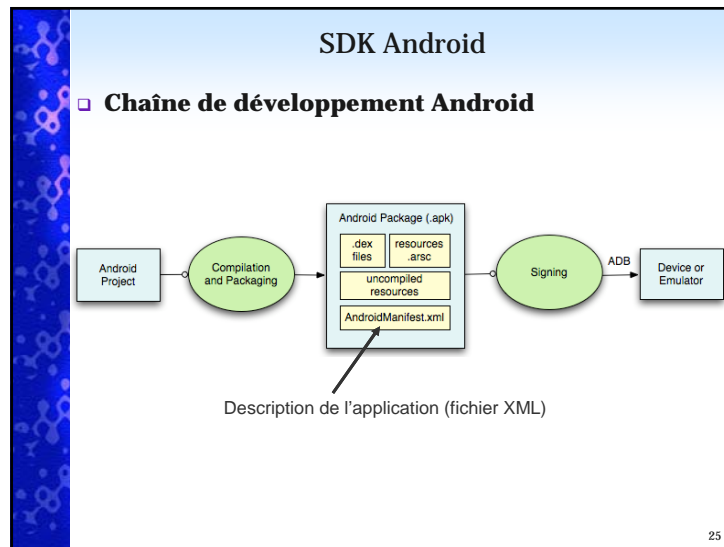 SDK Android
Chaîne de développement Android
Android
Project
Compilation
and Packaging
Android Package (.apk)
.dex
files
resources
.arsc
uncompiled
resources
AndroidManifest.xml
Signing
ADB
Device or
Emulator
Description de l'application (fichier XML)
25